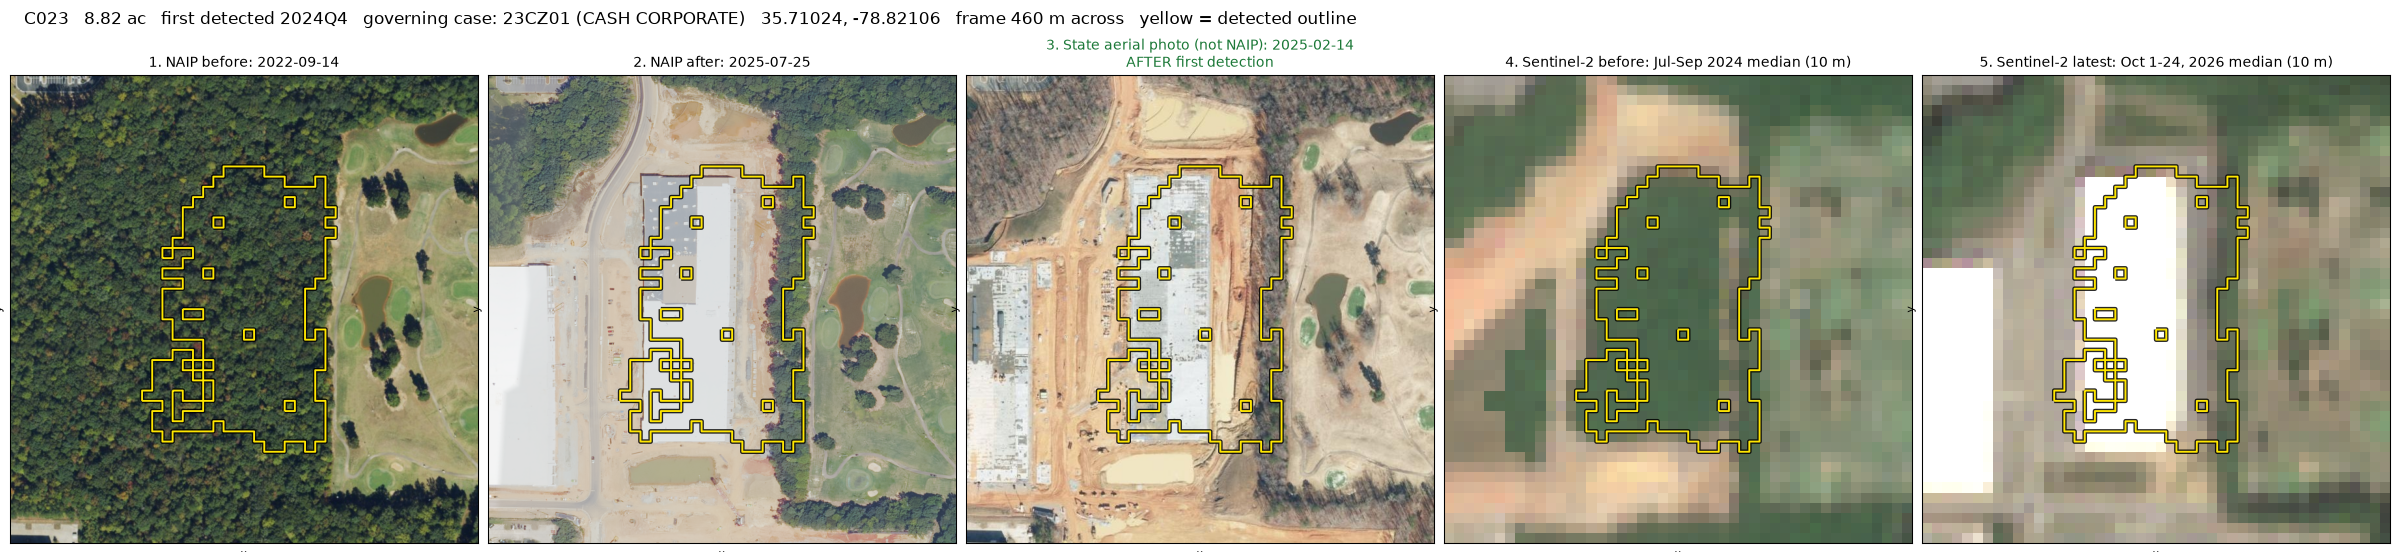 C023   8.82 ac   first detected 2024Q4   governing case: 23CZ01 (CASH CORPORATE)   35.71024, -78.82106   frame 460 m across   yellow = detected outline
1. NAIP before: 2022-09-14
2. NAIP after: 2025-07-25
3. State aerial photo (not NAIP): 2025-02-14
AFTER first detection
4. Sentinel-2 before: Jul-Sep 2024 median (10 m)
5. Sentinel-2 latest: Oct 1-24, 2026 median (10 m)